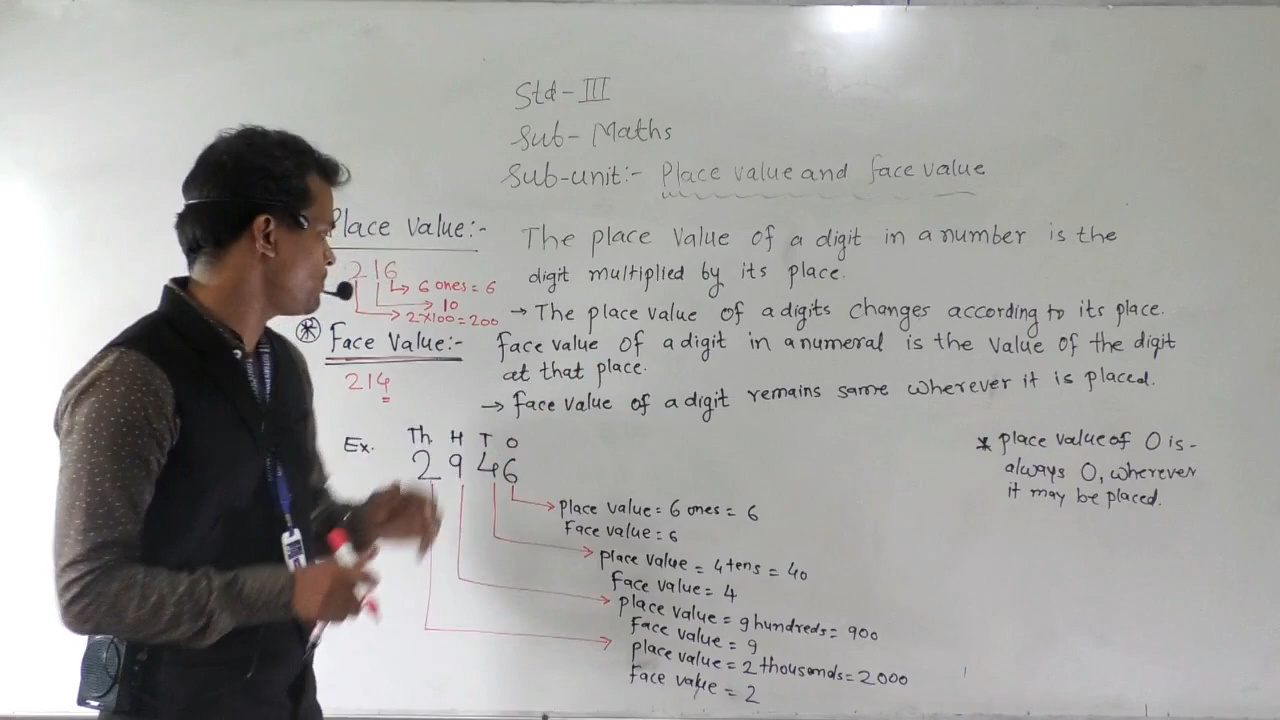 Std - III
Sub - Maths
Sub-unit:- Place value and face value
Place Value:-
The place value of a digit in a number is the
digit multiplied by its place.
216
6 ones = 6
10
2×100=200
→ The place value of a digits changes according to its place.
* Face Value:-
face value of a digit in a numeral is the value of the digit
at that place.
214
→ face value of a digit remains same wherever it is placed.
Ex.
Th. H T O
2946
place value = 6 ones = 6
Face value = 6
place value = 4 tens = 40
Face value = 4
place value = 9 hundreds = 900
Face value = 9
place value = 2 thousands = 2000
Face value = 2
* place value of 0 is -
always 0, wherever
it may be placed.